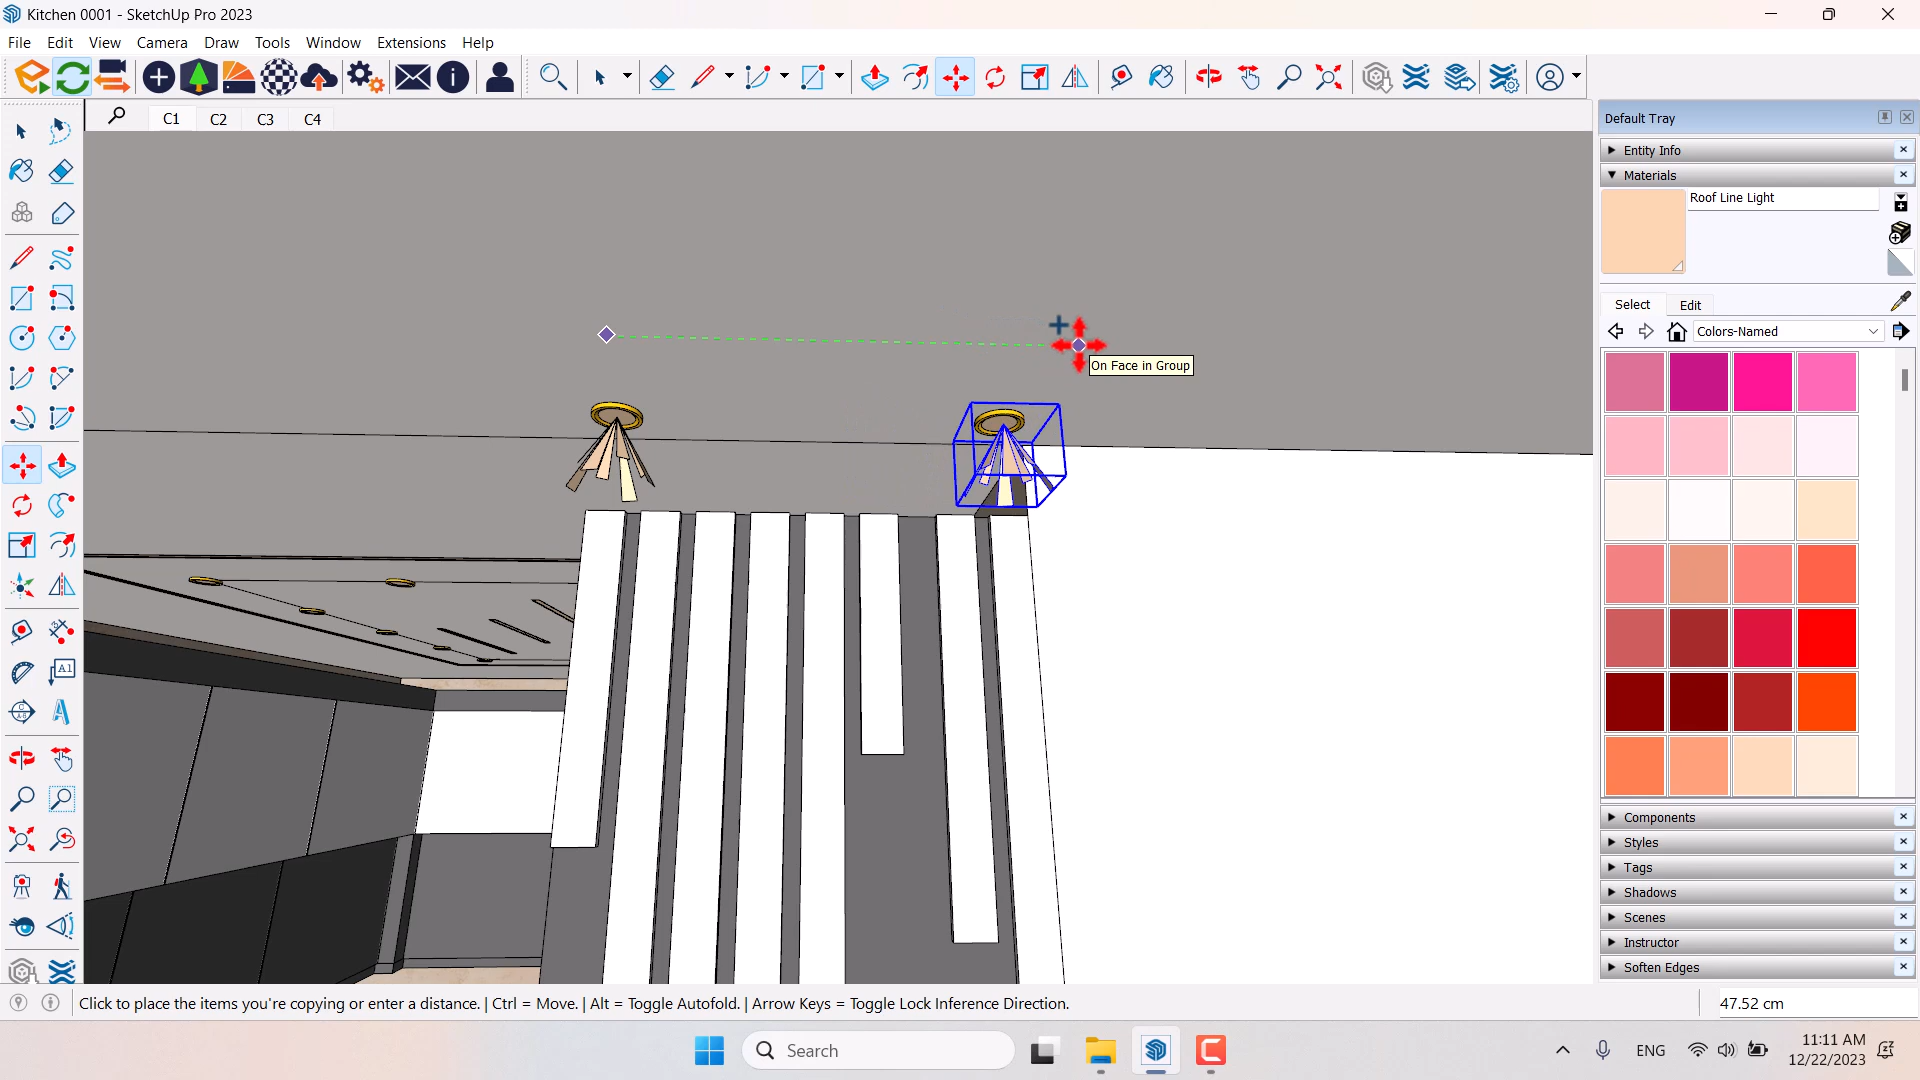 Kitchen 0001 - SketchUp Pro 2023
File Edit View Camera Draw Tools Window Extensions Help
C1 C2 C3 C4
On Face in Group
A1
Default Tray
Entity Info
Materials
Roof Line Light
Select Edit
Colors-Named
Components
Styles
Tags
Shadows
Scenes
Instructor
Soften Edges
Click to place the items you're copying or enter a distance. | Ctrl = Move. | Alt = Toggle Autofold. | Arrow Keys = Toggle Lock Inference Direction.
47.52 cm
Search
ENG
11:11 AM
12/22/2023